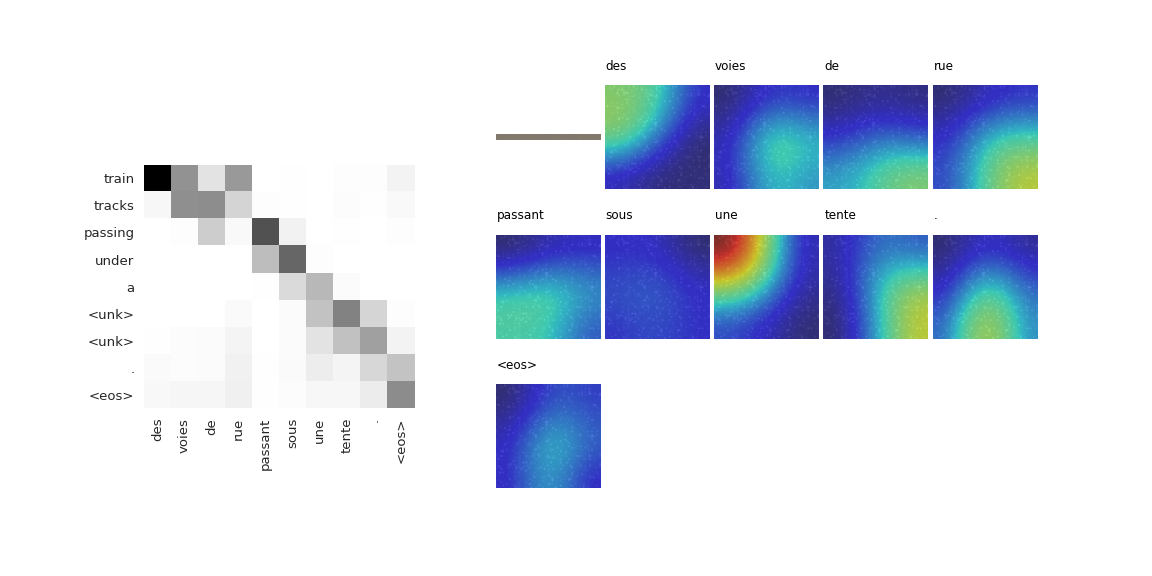 des voies de rue
train
tracks
passing
under
a
<unk>
<unk>
.
<eos>
des voies de rue passant sous une tente . <eos>
passant sous une tente .
<eos>